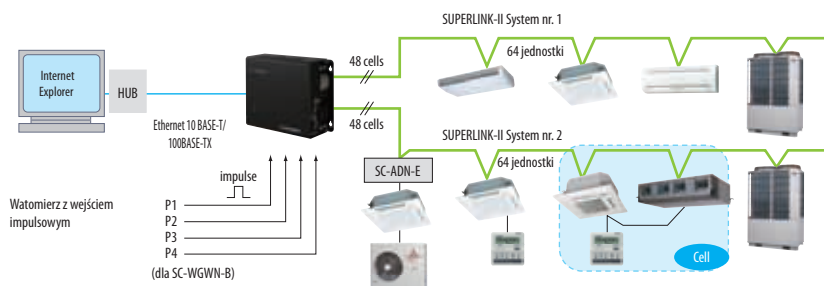 SUPERLINK-II System nr. 1
48 cells
64 jednostki
Internet
Explorer
HUB
Ethernet 10 BASE-T/
100BASE-TX
48 cells
SUPERLINK-II System nr. 2
64 jednostki
SC-ADN-E
impulse
Watomierz z wejściem
impulsowym
P1
P2
P3
P4
(dla SC-WGWN-B)
Cell